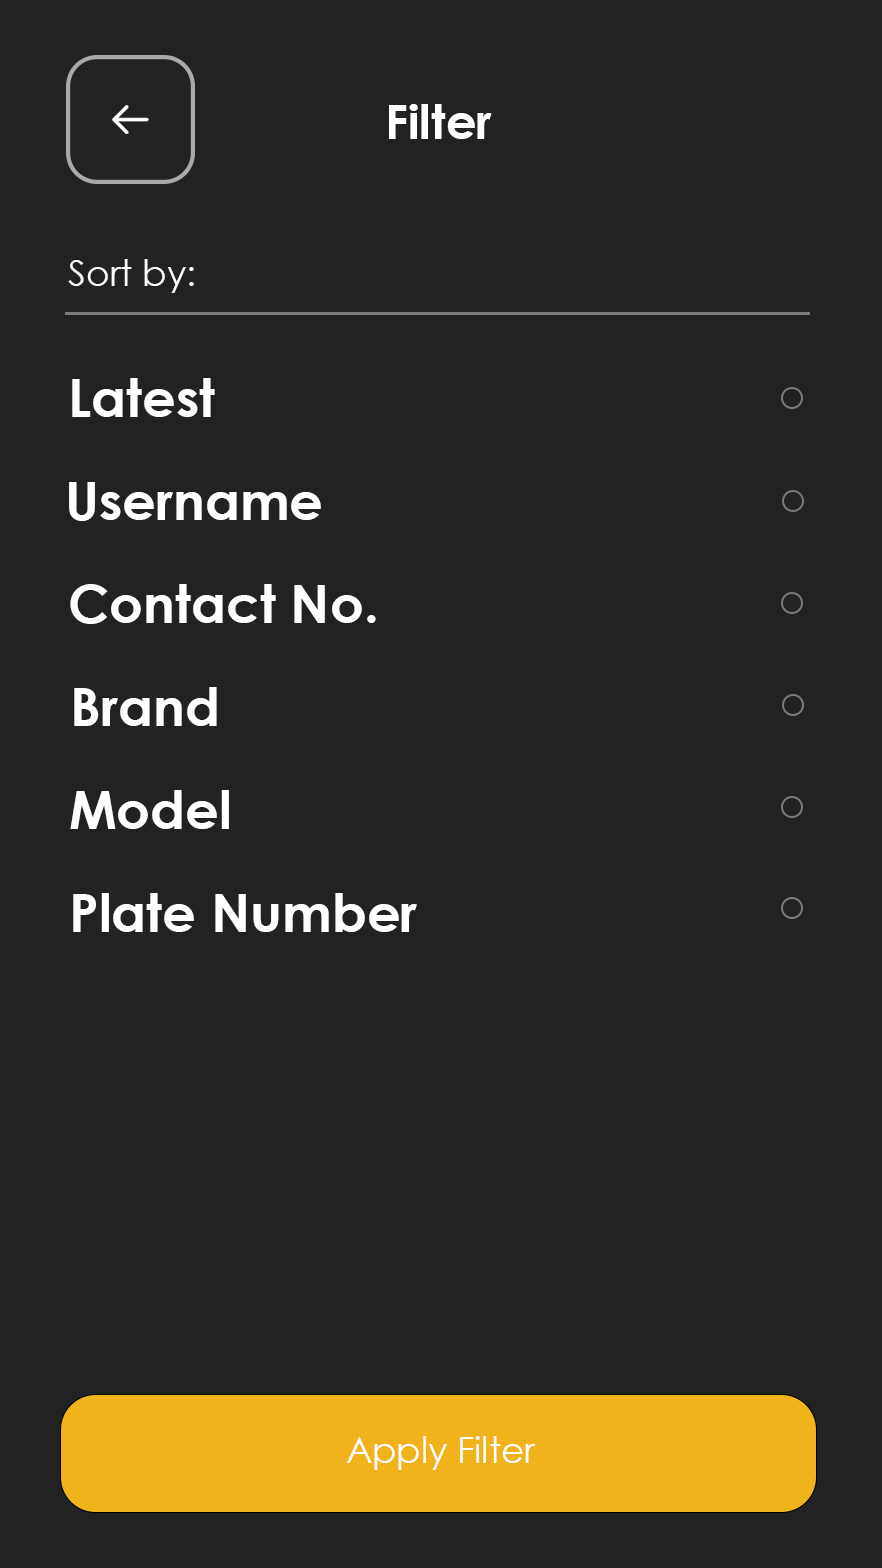 Filter
Sort by:
Latest
Username
Contact No.
Brand
Model
Plate Number
Apply Filter